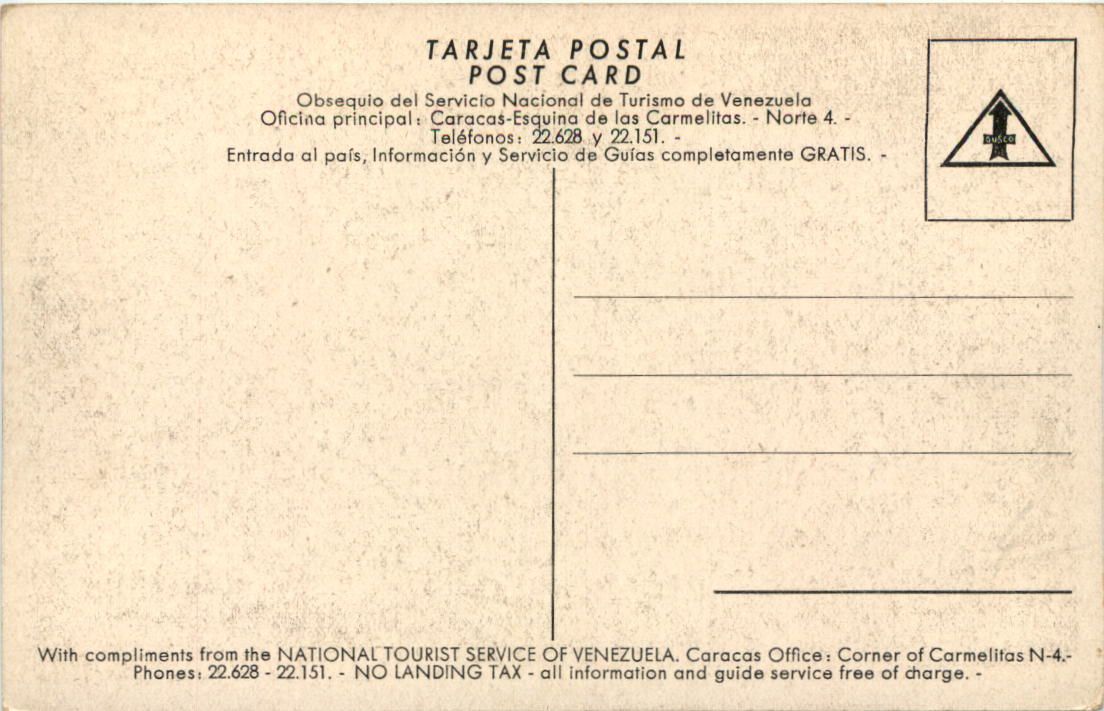 TARJETA POSTAL
POST CARD
Obsequio del Servicio Nacional de Turismo de Venezuela
Oficina principal: Caracas-Esquina de las Carmelitas. - Norte 4. -
Teléfonos: 22.628 y 22.151. -
Entrada al país, Información y Servicio de Guías completamente GRATIS. -
With compliments from the NATIONAL TOURIST SERVICE OF VENEZUELA. Caracas Office: Corner of Carmelitas N-4.-
Phones: 22.628 - 22.151. - NO LANDING TAX - all information and guide service free of charge. -